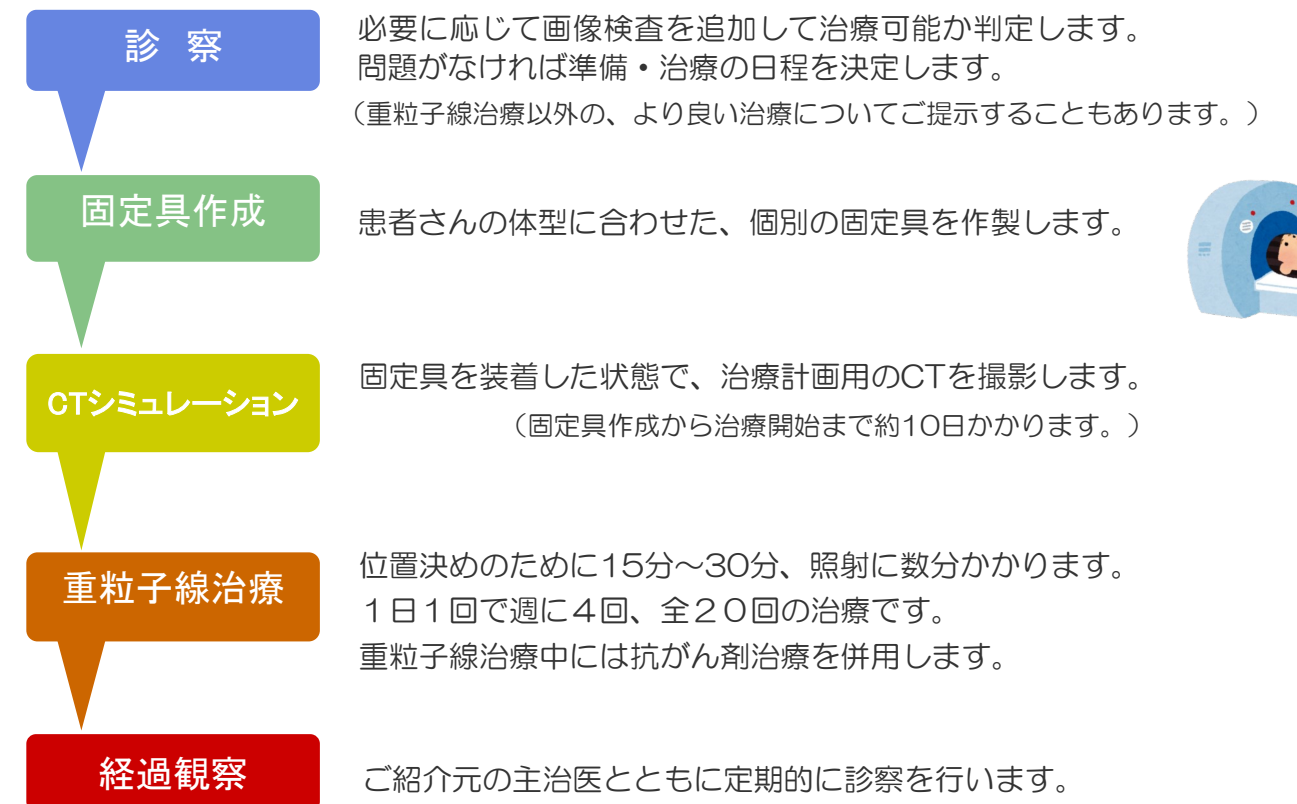 診 察
必要に応じて画像検査を追加して治療可能か判定します。
問題がなければ準備・治療の日程を決定します。
（重粒子線治療以外の、より良い治療についてご提示することもあります。）
固定具作成
患者さんの体型に合わせた、個別の固定具を作製します。
CTシミュレーション
固定具を装着した状態で、治療計画用のCTを撮影します。
（固定具作成から治療開始まで約10日かかります。）
重粒子線治療
位置決めのために15分～30分、照射に数分かかります。
１日１回で週に４回、全２０回の治療です。
重粒子線治療中には抗がん剤治療を併用します。
経過観察
ご紹介元の主治医とともに定期的に診察を行います。